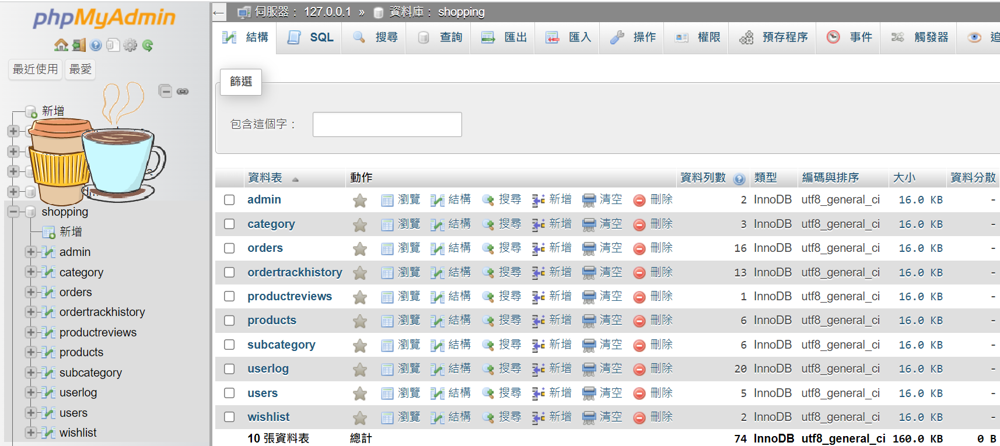 phpMyAdmin
最近使用 最愛
新增
shopping
新增
admin
category
orders
ordertrackhistory
productreviews
products
subcategory
userlog
users
wishlist
伺服器： 127.0.0.1 » 資料庫： shopping
結構 SQL 搜尋 查詢 匯出 匯入 操作 權限 預存程序 事件 觸發器
篩選
包含這個字：
資料表 動作 資料列數 類型 編碼與排序 大小 資料分散
admin 瀏覽 結構 搜尋 新增 清空 刪除 2 InnoDB utf8_general_ci 16.0 KB -
category 瀏覽 結構 搜尋 新增 清空 刪除 3 InnoDB utf8_general_ci 16.0 KB -
orders 瀏覽 結構 搜尋 新增 清空 刪除 16 InnoDB utf8_general_ci 16.0 KB -
ordertrackhistory 瀏覽 結構 搜尋 新增 清空 刪除 13 InnoDB utf8_general_ci 16.0 KB -
productreviews 瀏覽 結構 搜尋 新增 清空 刪除 1 InnoDB utf8_general_ci 16.0 KB -
products 瀏覽 結構 搜尋 新增 清空 刪除 6 InnoDB utf8_general_ci 16.0 KB -
subcategory 瀏覽 結構 搜尋 新增 清空 刪除 6 InnoDB utf8_general_ci 16.0 KB -
userlog 瀏覽 結構 搜尋 新增 清空 刪除 20 InnoDB utf8_general_ci 16.0 KB -
users 瀏覽 結構 搜尋 新增 清空 刪除 5 InnoDB utf8_general_ci 16.0 KB -
wishlist 瀏覽 結構 搜尋 新增 清空 刪除 2 InnoDB utf8_general_ci 16.0 KB -
10 張資料表 總計 74 InnoDB utf8_general_ci 160.0 KB 0 B